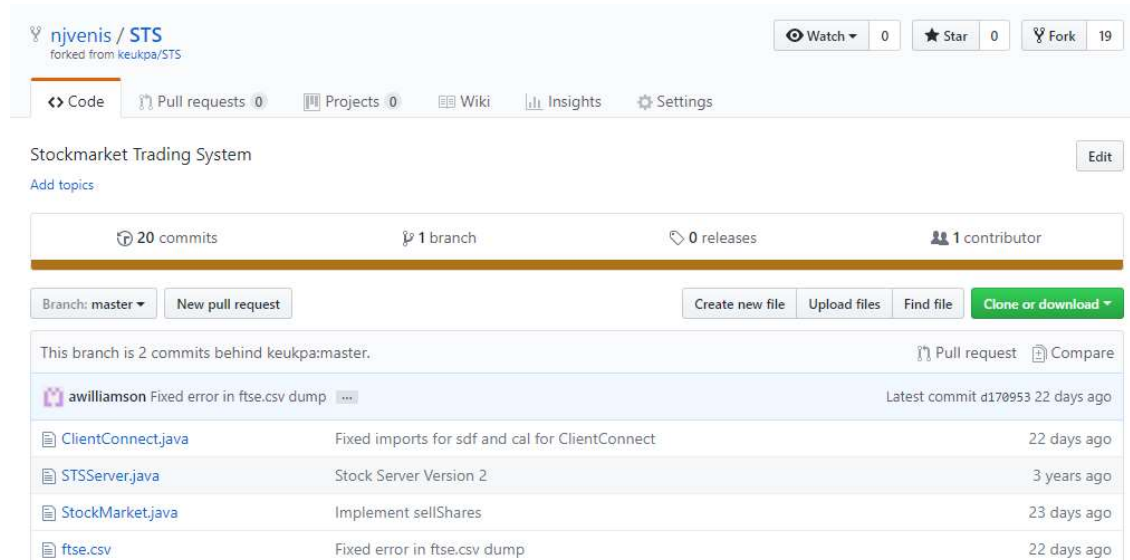 njvenis / STS Watch 0 Star 0 Fork 19
forked from keukpa/STS
Code Pull requests 0 Projects 0 Wiki Insights Settings
Stockmarket Trading System Edit
Add topics
20 commits 1 branch 0 releases 1 contributor
Branch: master New pull request Create new file Upload files Find file Clone or download
This branch is 2 commits behind keukpa:master. Pull request Compare
awilliamson Fixed error in ftse.csv dump ... Latest commit d170953 22 days ago
ClientConnect.java Fixed imports for sdf and cal for ClientConnect 22 days ago
STSServer.java Stock Server Version 2 3 years ago
StockMarket.java Implement sellShares 23 days ago
ftse.csv Fixed error in ftse.csv dump 22 days ago